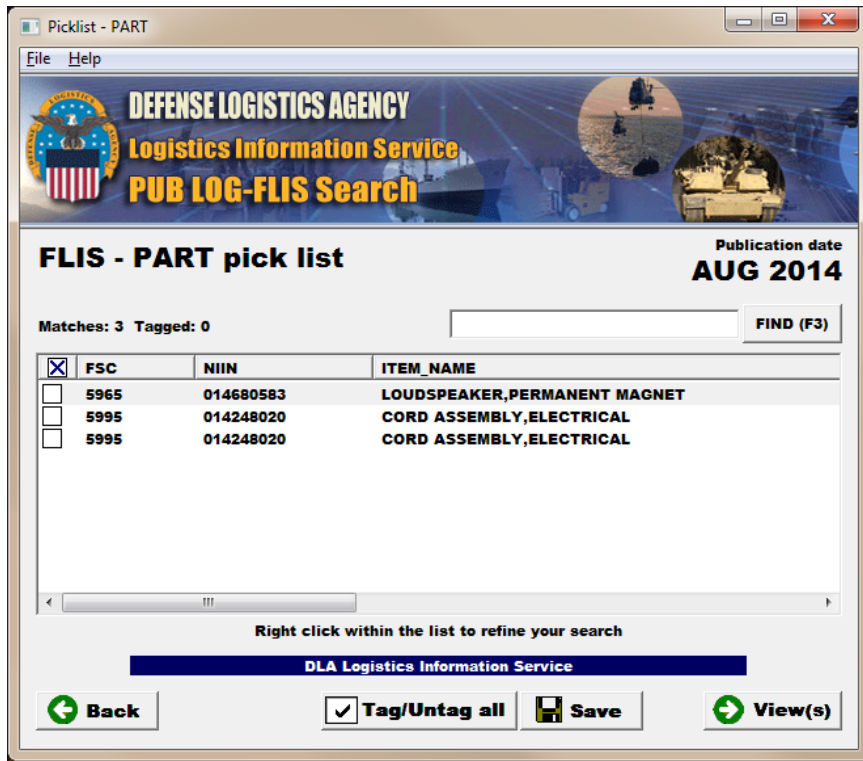 Picklist - PART
File Help
DEFENSE LOGISTICS AGENCY
Logistics Information Service
PUB LOG-FLIS Search
FLIS - PART pick list
Publication date
AUG 2014
Matches: 3 Tagged: 0
FIND (F3)
FSC NIIN ITEM_NAME
5965 014680583 LOUDSPEAKER,PERMANENT MAGNET
5995 014248020 CORD ASSEMBLY,ELECTRICAL
5995 014248020 CORD ASSEMBLY,ELECTRICAL
Right click within the list to refine your search
DLA Logistics Information Service
Back Tag/Untag all Save View(s)